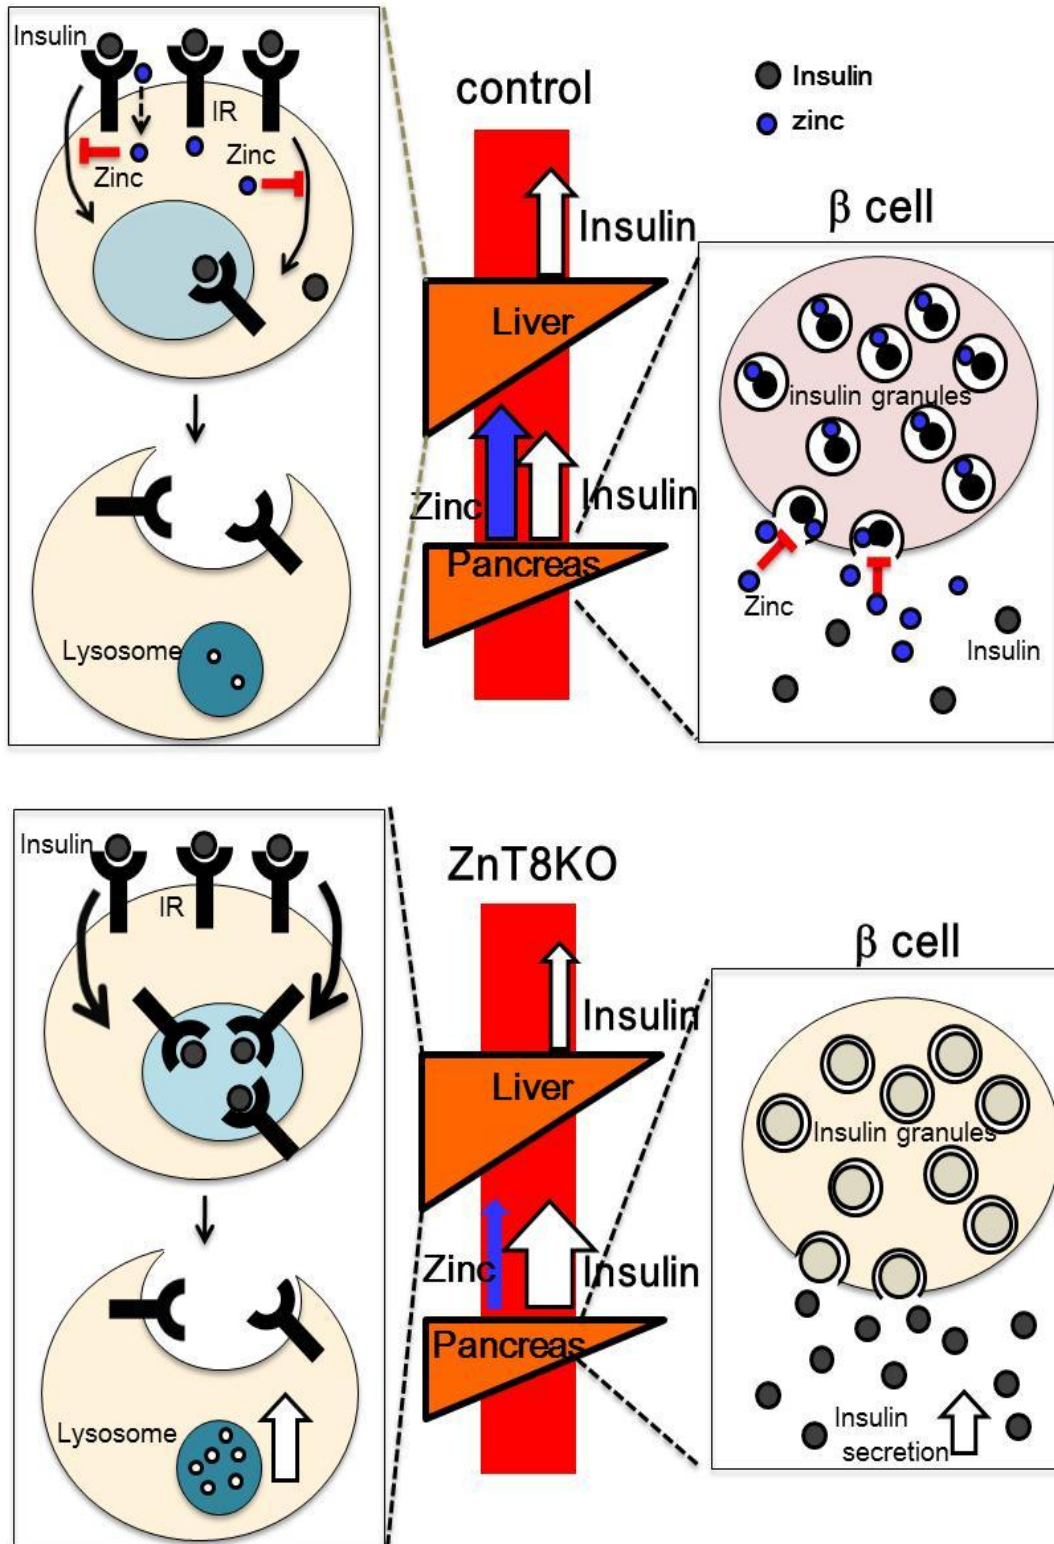 Insulin
IR
Zinc
Zinc
Lysosome
control
Insulin
Liver
Zinc
Insulin
Pancreas
Insulin
zinc
β cell
insulin granules
Zinc
Insulin
Insulin
IR
Lysosome
ZnT8KO
Insulin
Liver
Zinc
Insulin
Pancreas
β cell
Insulin granules
Insulin
secretion